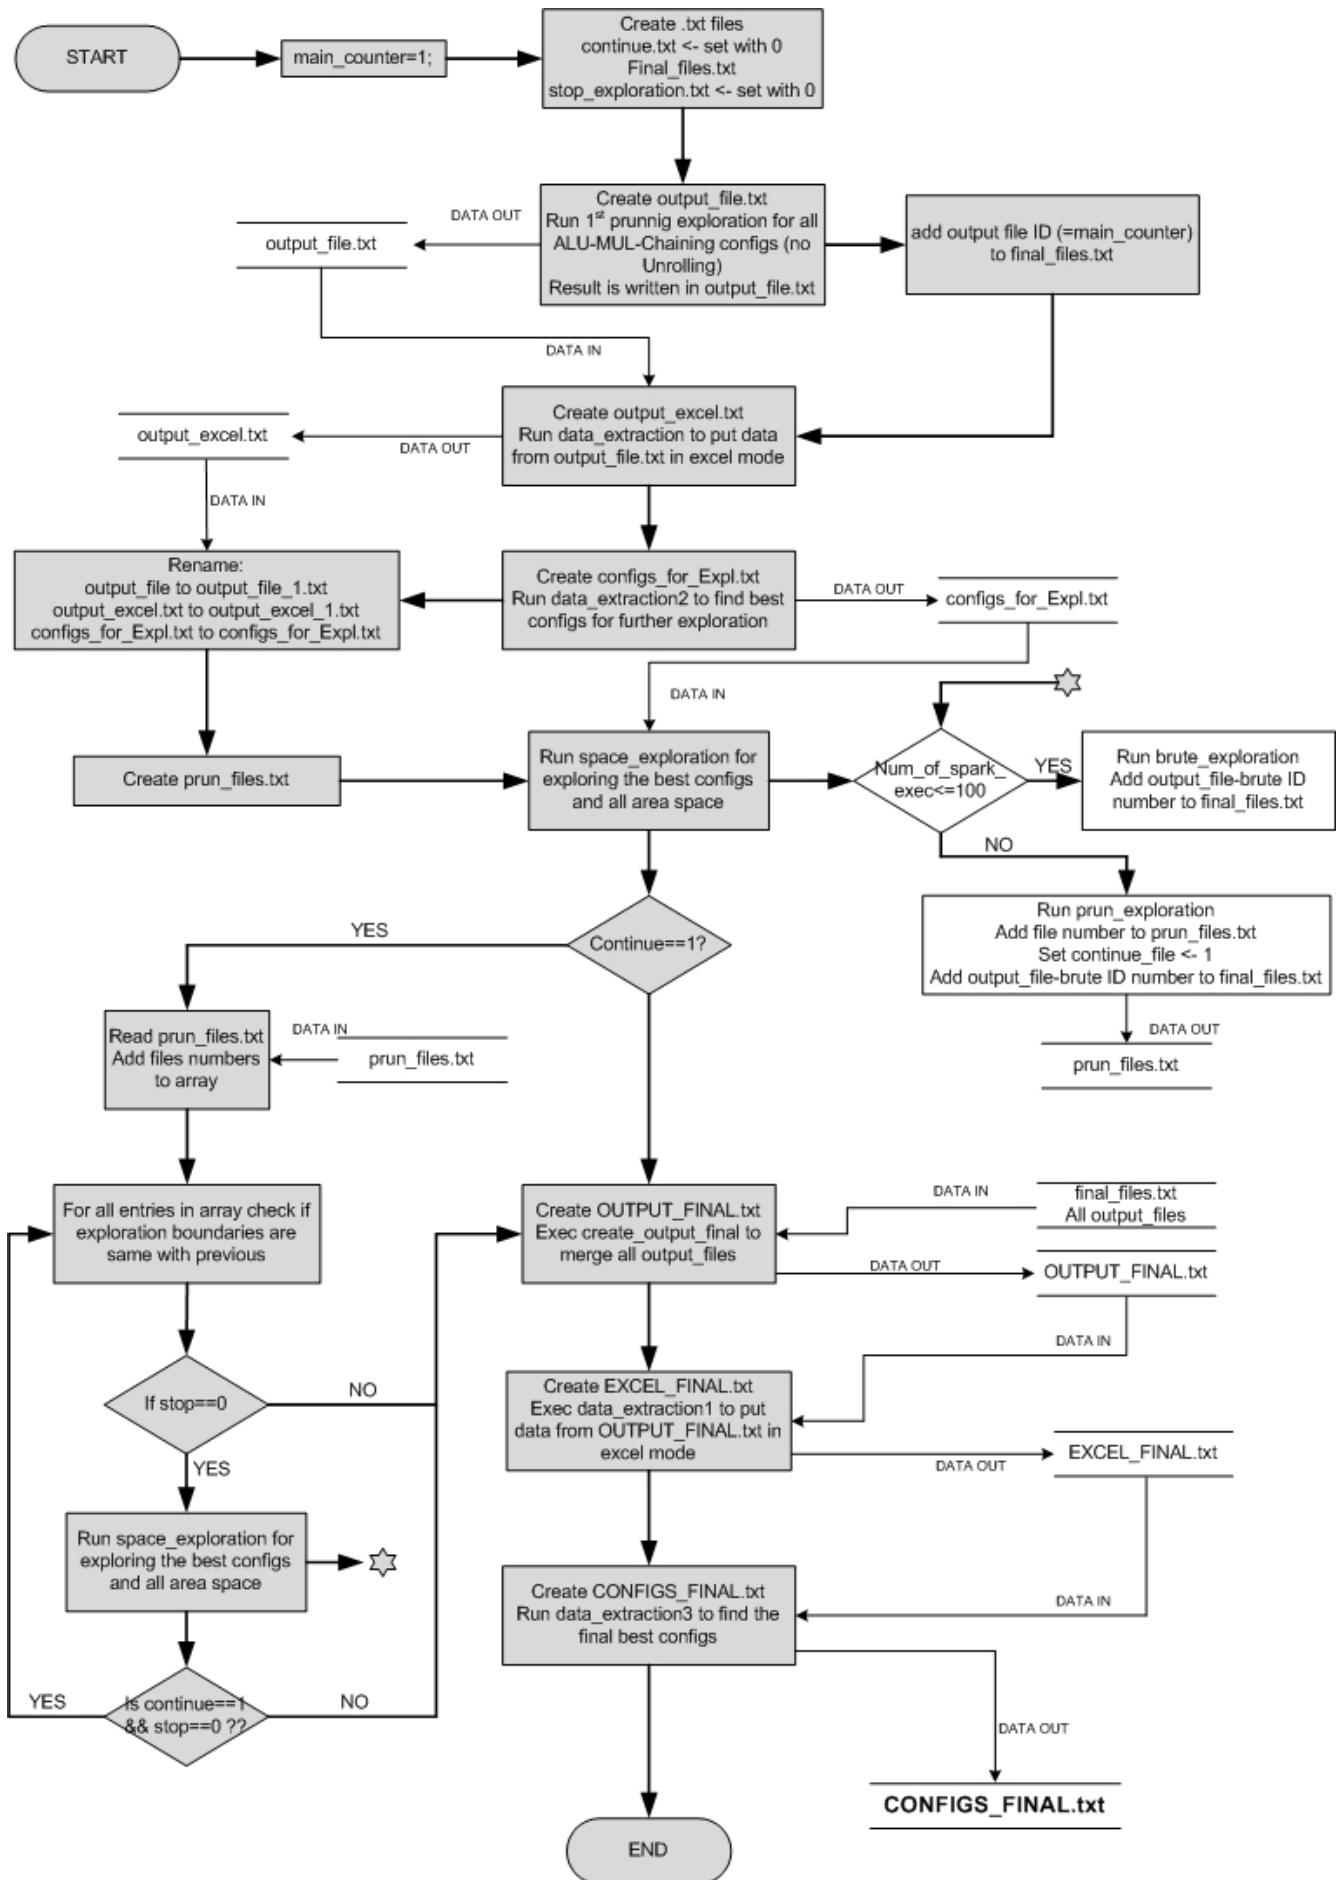 START
main_counter=1;
Create .txt files
continue.txt <- set with 0
Final_files.txt
stop_exploration.txt <- set with 0
Create output_file.txt
Run 1st prunnig exploration for all
ALU-MUL-Chaining configs (no
Unrolling)
Result is written in output_file.txt
DATA OUT
output_file.txt
add output file ID (=main_counter)
to final_files.txt
DATA IN
Create output_excel.txt
Run data_extraction to put data
from output_file.txt in excel mode
DATA OUT
output_excel.txt
DATA IN
Rename:
output_file to output_file_1.txt
output_excel.txt to output_excel_1.txt
configs_for_Expl.txt to configs_for_Expl.txt
Create configs_for_Expl.txt
Run data_extraction2 to find best
configs for further exploration
DATA OUT
configs_for_Expl.txt
DATA IN
Create prun_files.txt
Run space_exploration for
exploring the best configs
and all area space
Num_of_spark_
exec<=100
YES
Run brute_exploration
Add output_file-brute ID
number to final_files.txt
NO
Run prun_exploration
Add file number to prun_files.txt
Set continue_file <- 1
Add output_file-brute ID number to final_files.txt
DATA OUT
prun_files.txt
Continue==1?
YES
Read prun_files.txt
Add files numbers
to array
DATA IN
prun_files.txt
For all entries in array check if
exploration boundaries are
same with previous
If stop==0
NO
YES
Run space_exploration for
exploring the best configs
and all area space
Is continue==1
&& stop==0 ??
YES
NO
Create OUTPUT_FINAL.txt
Exec create_output_final to
merge all output_files
DATA IN
final_files.txt
All output_files
DATA OUT
OUTPUT_FINAL.txt
DATA IN
Create EXCEL_FINAL.txt
Exec data_extraction1 to put
data from OUTPUT_FINAL.txt in
excel mode
DATA OUT
EXCEL_FINAL.txt
DATA IN
Create CONFIGS_FINAL.txt
Run data_extraction3 to find the
final best configs
DATA OUT
CONFIGS_FINAL.txt
END